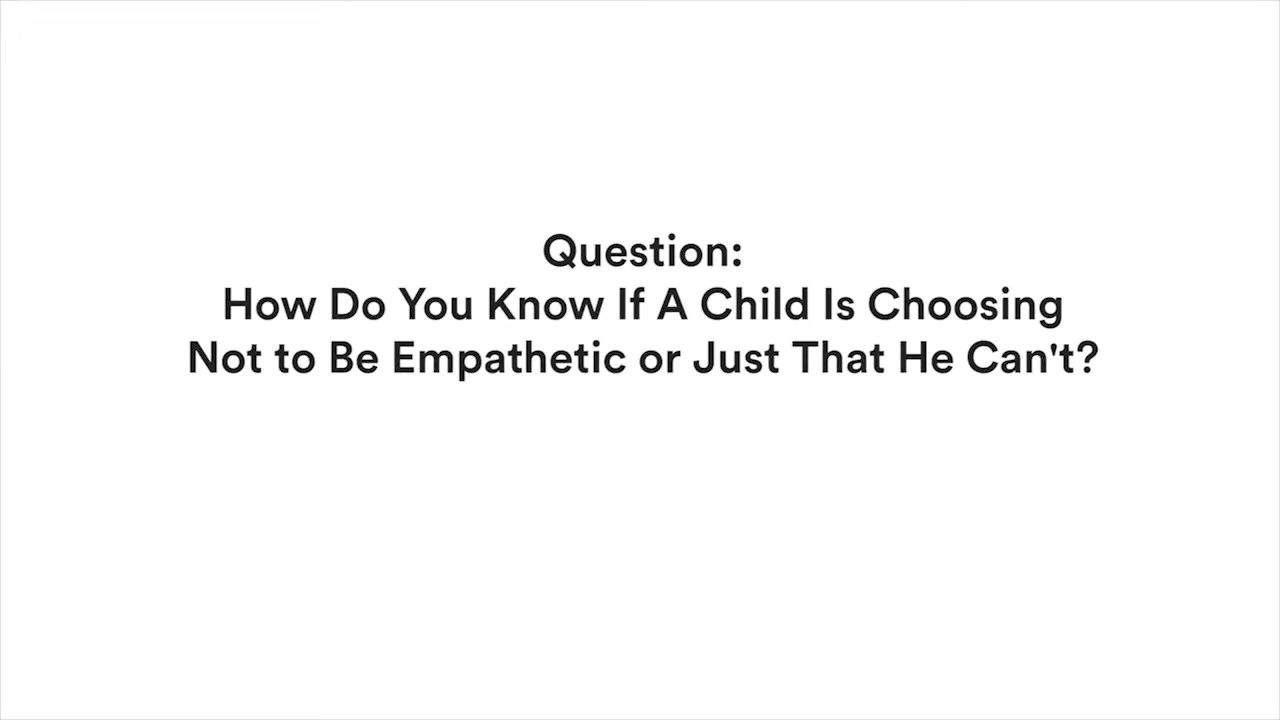 Question:
How Do You Know If A Child Is Choosing
Not to Be Empathetic or Just That He Can't?